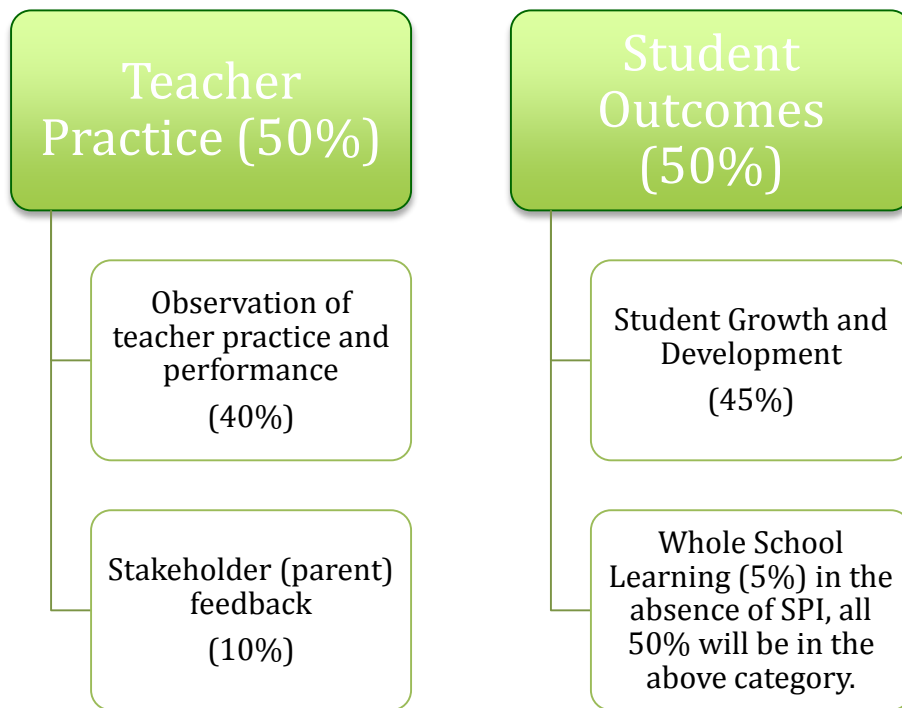 Teacher
Practice (50%)
Observation of
teacher practice and
performance
(40%)
Stakeholder (parent)
feedback
(10%)
Student
Outcomes
(50%)
Student Growth and
Development
(45%)
Whole School
Learning (5%) in the
absence of SPI, all
50% will be in the
above category.